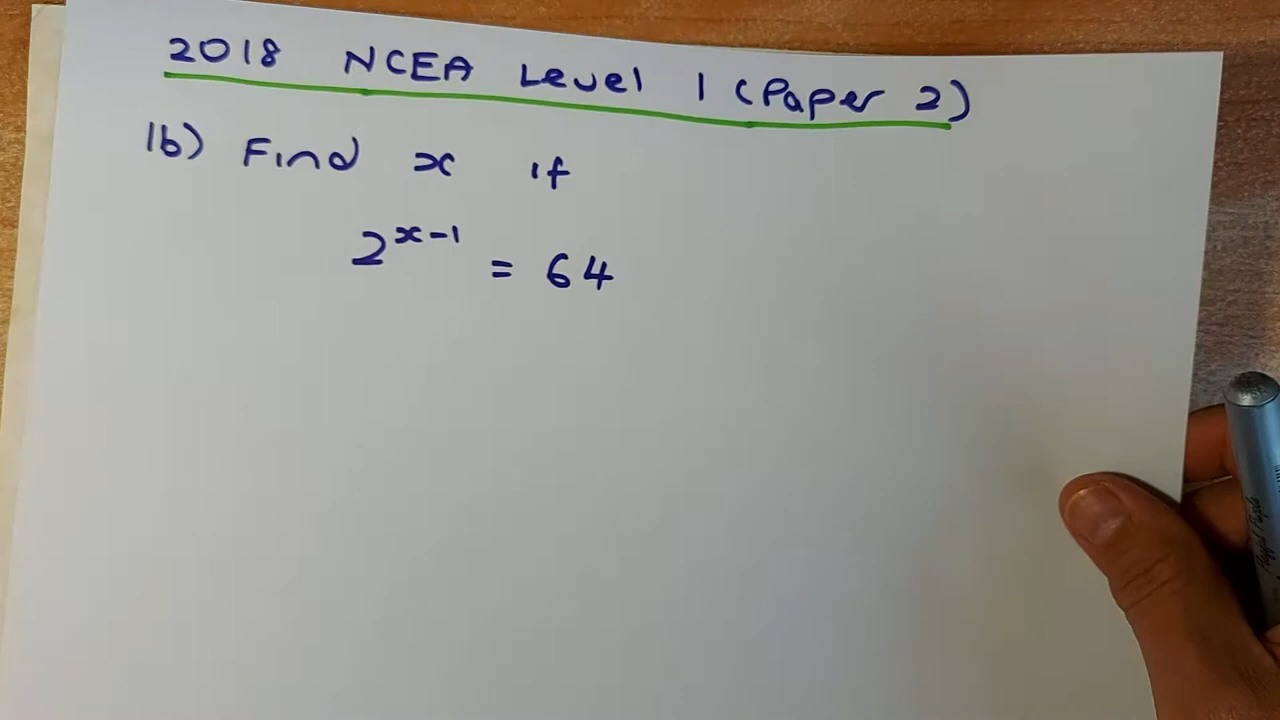 2018 NCEA Level 1 (Paper 2)
1b) Find x if
2^{x-1} = 64